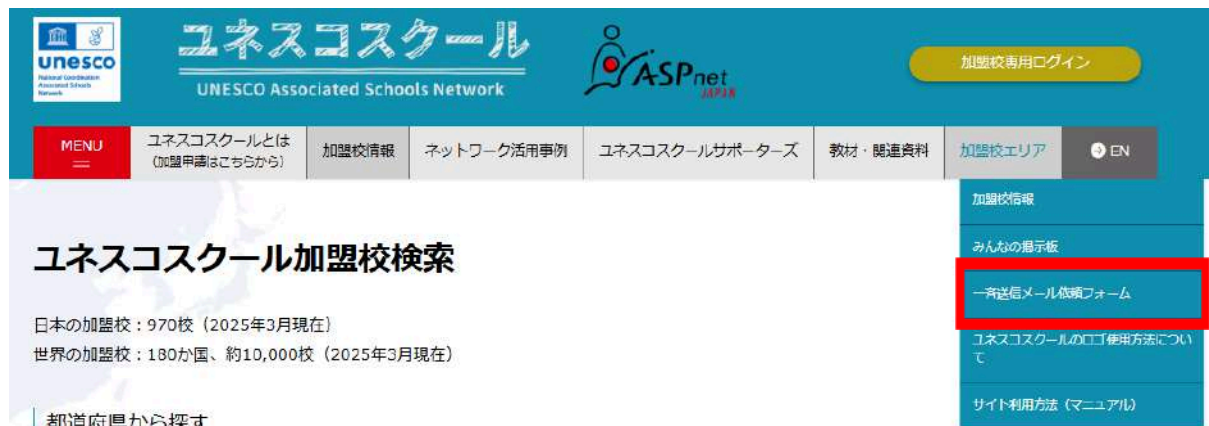 unesco
National Coordination
Associated Schools
Network
ユネスコスクール
UNESCO Associated Schools Network
ASPnet
JAPAN
加盟校専用ログイン
MENU
ユネスコスクールとは
(加盟申請はこちらから)
加盟校情報
ネットワーク活用事例
ユネスコスクールサポーターズ
教材・関連資料
加盟校エリア
EN
加盟校情報
みんなの掲示板
一斉送信メール依頼フォーム
ユネスコスクールのロゴ使用方法につい
て
サイト利用方法（マニュアル）
ユネスコスクール加盟校検索
日本の加盟校：970校（2025年3月現在）
世界の加盟校：180か国、約10,000校（2025年3月現在）
都道府県から探す